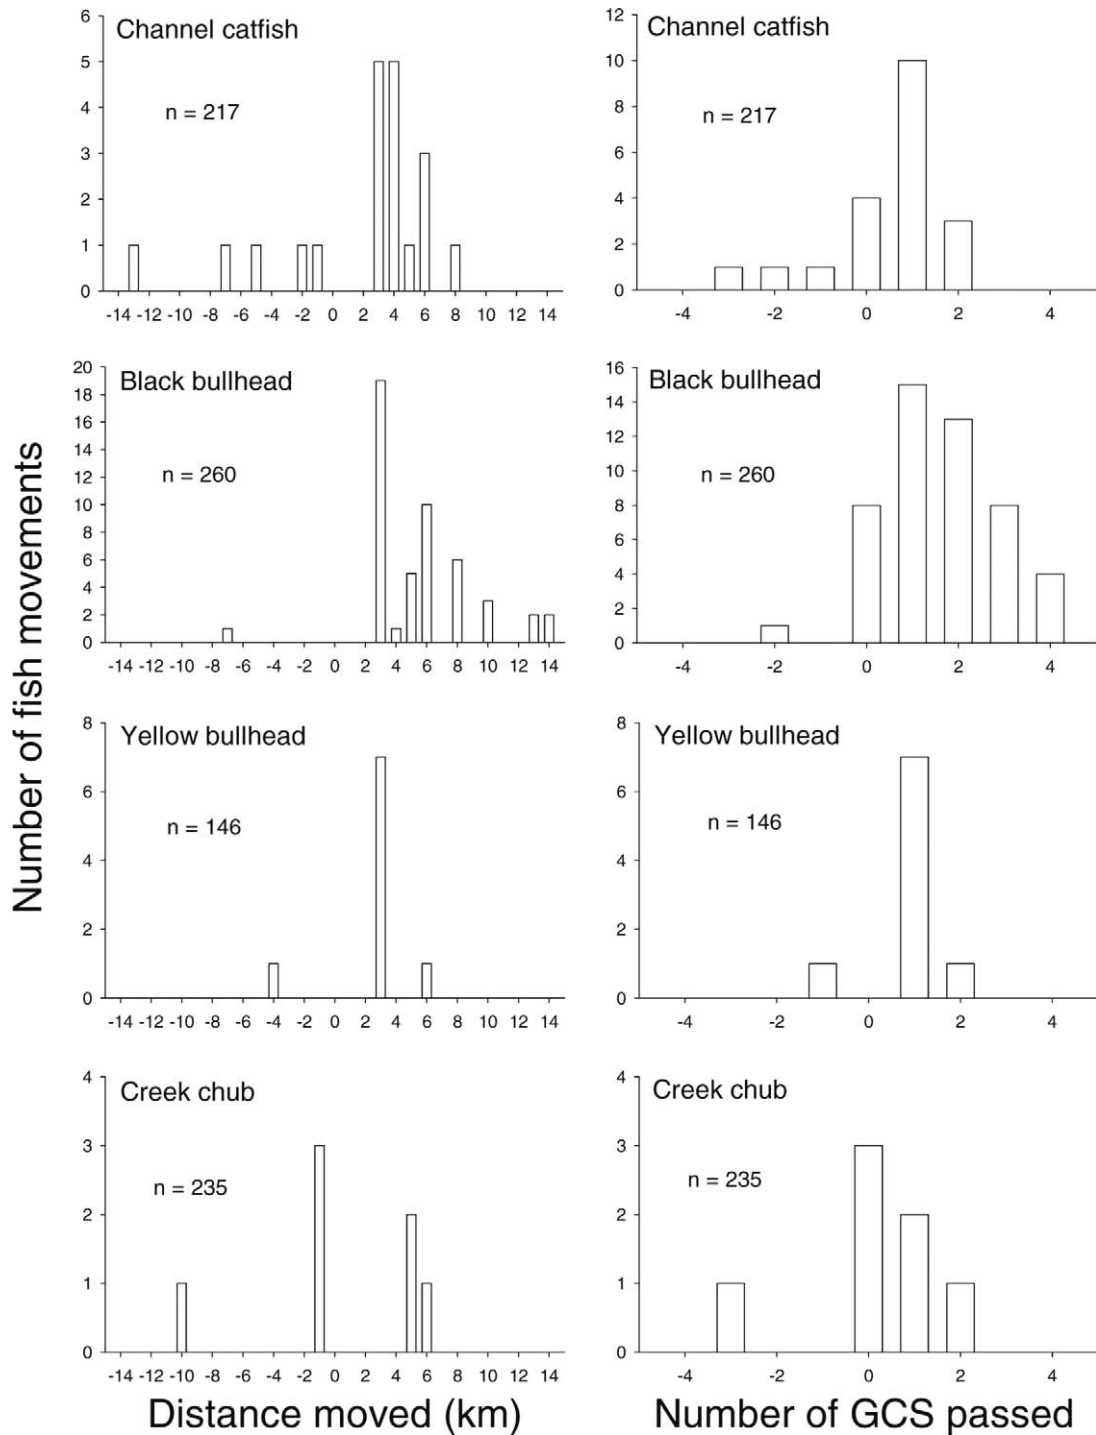 Number of fish movements
Channel catfish
n = 217
6
5
4
3
2
1
0
-14 -12 -10 -8 -6 -4 -2 0 2 4 6 8 10 12 14
Channel catfish
n = 217
12
10
8
6
4
2
0
-4 -2 0 2 4
Black bullhead
n = 260
20
18
16
14
12
10
8
6
4
2
0
-14 -12 -10 -8 -6 -4 -2 0 2 4 6 8 10 12 14
Black bullhead
n = 260
16
14
12
10
8
6
4
2
0
-4 -2 0 2 4
Yellow bullhead
n = 146
8
6
4
2
0
-14 -12 -10 -8 -6 -4 -2 0 2 4 6 8 10 12 14
Yellow bullhead
n = 146
8
6
4
2
0
-4 -2 0 2 4
Creek chub
n = 235
4
3
2
1
0
-14 -12 -10 -8 -6 -4 -2 0 2 4 6 8 10 12 14
Distance moved (km)
Creek chub
n = 235
4
3
2
1
0
-4 -2 0 2 4
Number of GCS passed